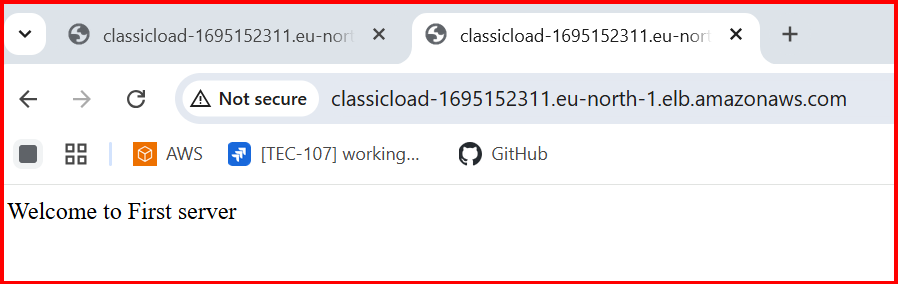 classicload-1695152311.eu-nort
classicload-1695152311.eu-nort
Not secure classicload-1695152311.eu-north-1.elb.amazonaws.com
AWS [TEC-107] working... GitHub
Welcome to First server